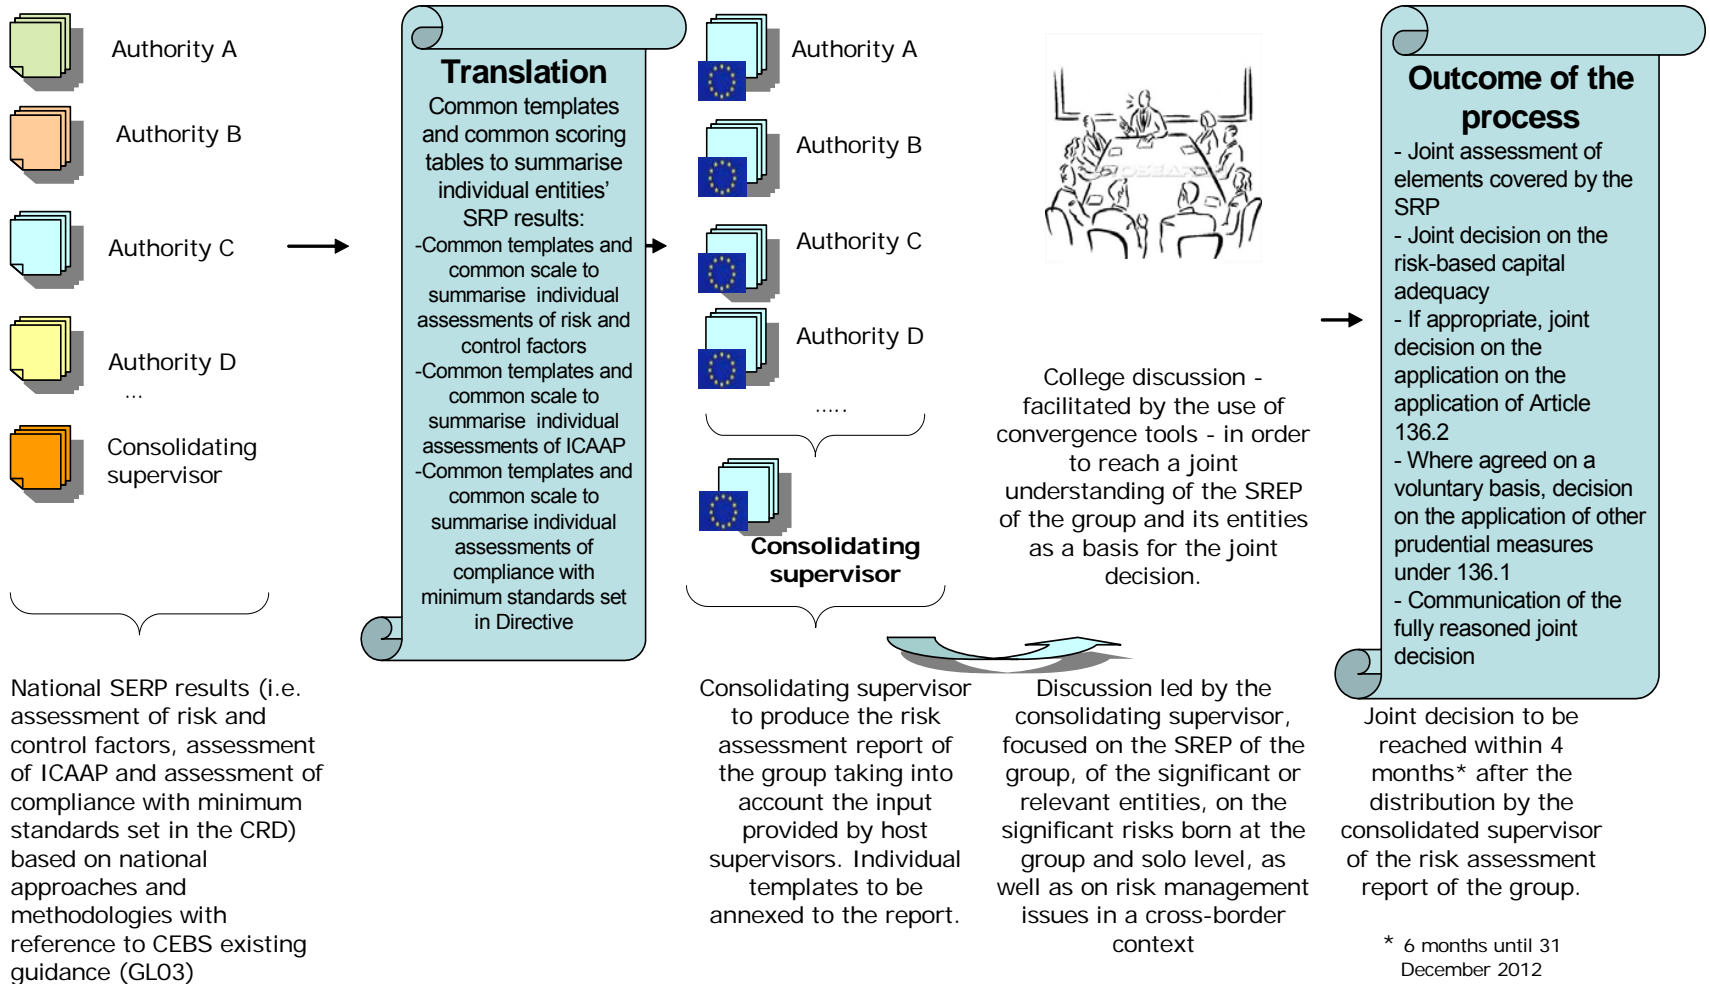 Authority A
Authority B
Authority C
Authority D
...
Consolidating
supervisor
National SERP results (i.e.
assessment of risk and
control factors, assessment
of ICAAP and assessment of
compliance with minimum
standards set in the CRD)
based on national
approaches and
methodologies with
reference to CEBS existing
guidance (GL03)
Translation
Common templates
and common scoring
tables to summarise
individual entities’
SRP results:
-Common templates and
common scale to
summarise individual
assessments of risk and
control factors
-Common templates and
common scale to
summarise individual
assessments of ICAAP
-Common templates and
common scale to
summarise individual
assessments of
compliance with
minimum standards set
in Directive
Authority A
Authority B
Authority C
Authority D
.....
Consolidating
supervisor
Consolidating supervisor
to produce the risk
assessment report of
the group taking into
account the input
provided by host
supervisors. Individual
templates to be
annexed to the report.
College discussion -
facilitated by the use of
convergence tools - in order
to reach a joint
understanding of the SREP
of the group and its entities
as a basis for the joint
decision.
Discussion led by the
consolidating supervisor,
focused on the SREP of the
group, of the significant or
relevant entities, on the
significant risks born at the
group and solo level, as
well as on risk management
issues in a cross-border
context
Outcome of the
process
- Joint assessment of
elements covered by the
SRP
- Joint decision on the
risk-based capital
adequacy
- If appropriate, joint
decision on the
application on the
application of Article
136.2
- Where agreed on a
voluntary basis, decision
on the application of other
prudential measures
under 136.1
- Communication of the
fully reasoned joint
decision
Joint decision to be
reached within 4
months* after the
distribution by the
consolidated supervisor
of the risk assessment
report of the group.
* 6 months until 31
December 2012